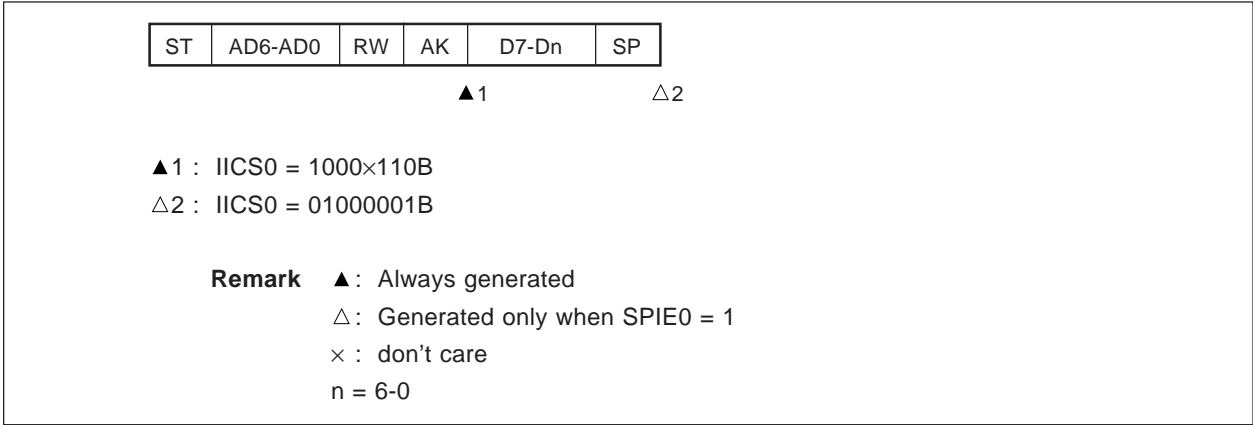 ST AD6-AD0 RW AK D7-Dn SP
▲1 △2
▲1 : IICS0 = 1000×110B
△2 : IICS0 = 01000001B
Remark ▲: Always generated
△: Generated only when SPIE0 = 1
× : don't care
n = 6-0